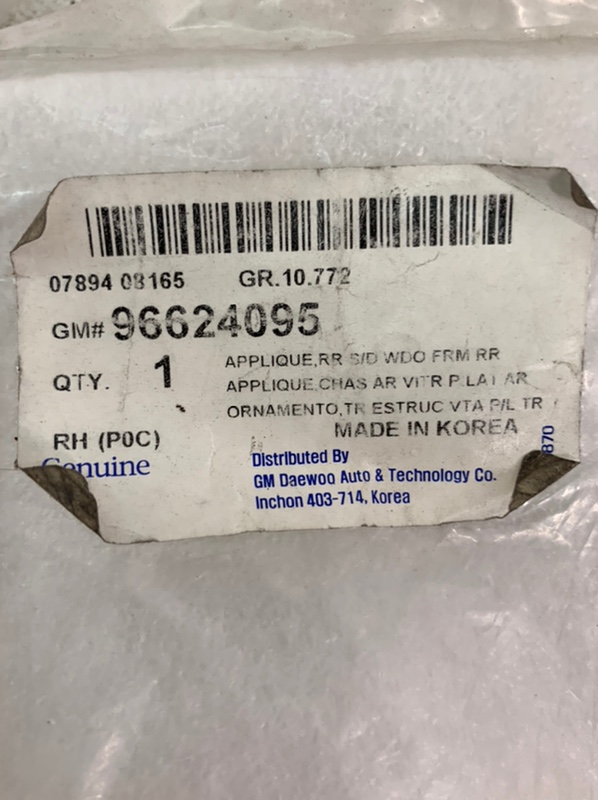 07894 08165 GR.10.772
GM# 96624095
QTY. 1 APPLIQUE,RR S/D WDO FRM RR
APPLIQUE,CHAS AR VITR P.LAT AR
ORNAMENTO,TR ESTRUC VTA P/L TR
RH (P0C) MADE IN KOREA
Genuine
Distributed By
GM Daewoo Auto & Technology Co.
Inchon 403-714, Korea
870